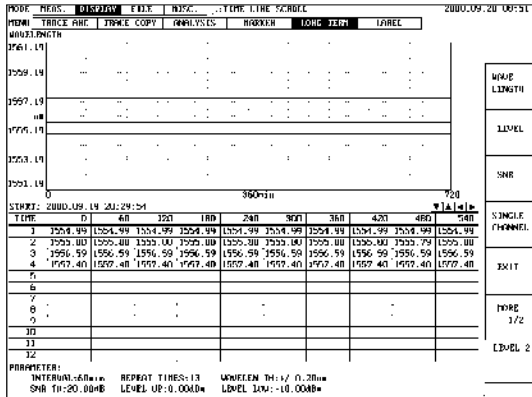 MODE MEAS. DISPLAY FILE MISC. .:TIME LINE SCROLL 2000.09.20 08:51
MENU TRACE ARE TRACE COPY ANALYSIS MARKER LONG TERM LABEL
WAVELENGTH
1561.19
1559.19
1557.19
nm
1555.19
1553.19
1551.19
0 360min 720
WAVE LENGTH
LEVEL
SNR
SINGLE CHANNEL
EXIT
MORE 1/2
LEVEL 2
START: 2000.09.19 20:29:54
TIME 0 60 120 180 240 300 360 420 480 540
1 1554.99 1554.99 1554.99 1554.99 1554.99 1554.99 1554.99 1554.99 1554.99 1554.99
2 1555.80 1555.80 1555.80 1555.80 1555.80 1555.80 1555.80 1555.80 1555.79 1555.80
3 1556.59 1556.59 1556.59 1556.59 1556.59 1556.59 1556.59 1556.59 1556.59 1556.59
4 1557.40 1557.40 1557.40 1557.40 1557.40 1557.40 1557.40 1557.40 1557.40 1557.40
5
6
7
8
9
10
11
12
PARAMETER:
INTERVAL:60min REPEAT TIMES:13 WAVELEN TH:+/ 0.20nm
SNR TH:20.00dB LEVEL UP:0.00dBm LEVEL LOW:-10.00dBm